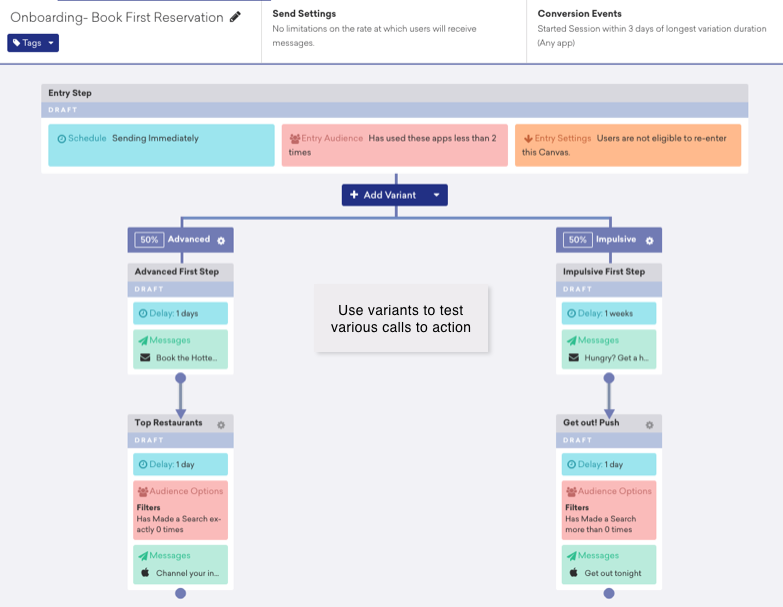 Onboarding- Book First Reservation
Tags
Send Settings
No limitations on the rate at which users will receive
messages.
Conversion Events
Started Session within 3 days of longest variation duration
(Any app)
Entry Step
DRAFT
Schedule Sending Immediately
Entry Audience Has used these apps less than 2
times
Entry Settings Users are not eligible to re-enter
this Canvas.
+ Add Variant
50% Advanced
50% Impulsive
Advanced First Step
DRAFT
Delay: 1 days
Messages
Book the Hotte...
Use variants to test
various calls to action
Impulsive First Step
DRAFT
Delay: 1 weeks
Messages
Hungry? Get a h...
Top Restaurants
DRAFT
Delay: 1 day
Audience Options
Filters
Has Made a Search ex-
actly 0 times
Messages
Channel your in...
Get out! Push
DRAFT
Delay: 1 day
Audience Options
Filters
Has Made a Search
more than 0 times
Messages
Get out tonight